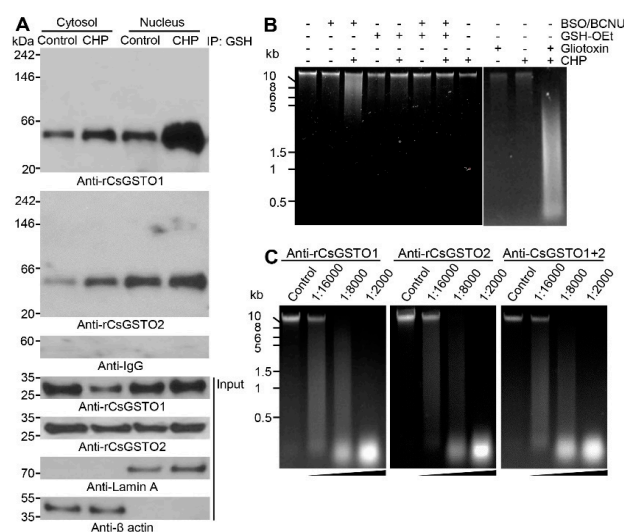 A
Cytosol Nucleus
kDa Control CHP Control CHP IP: GSH
242
146
66
20
Anti-rCsGSTO1
242
146
66
20
Anti-rCsGSTO2
60
Anti-IgG
35
25
Anti-rCsGSTO1
35
25
Anti-rCsGSTO2
70
Anti-Lamin A
55
35
Anti-β actin
Input
B
- + + - - + + - BSO/BCNU
- - - + + + + - GSH-OEt
+ - + Gliotoxin
- - + - + - + + - + + CHP
kb
10
8
6
5
1.5
1
0.5
C
Anti-rCsGSTO1 Anti-rCsGSTO2 Anti-CsGSTO1+2
Control 1:16000 1:8000 1:2000 Control 1:16000 1:8000 1:2000 Control 1:16000 1:8000 1:2000
kb
10
8
6
5
1.5
1
0.5